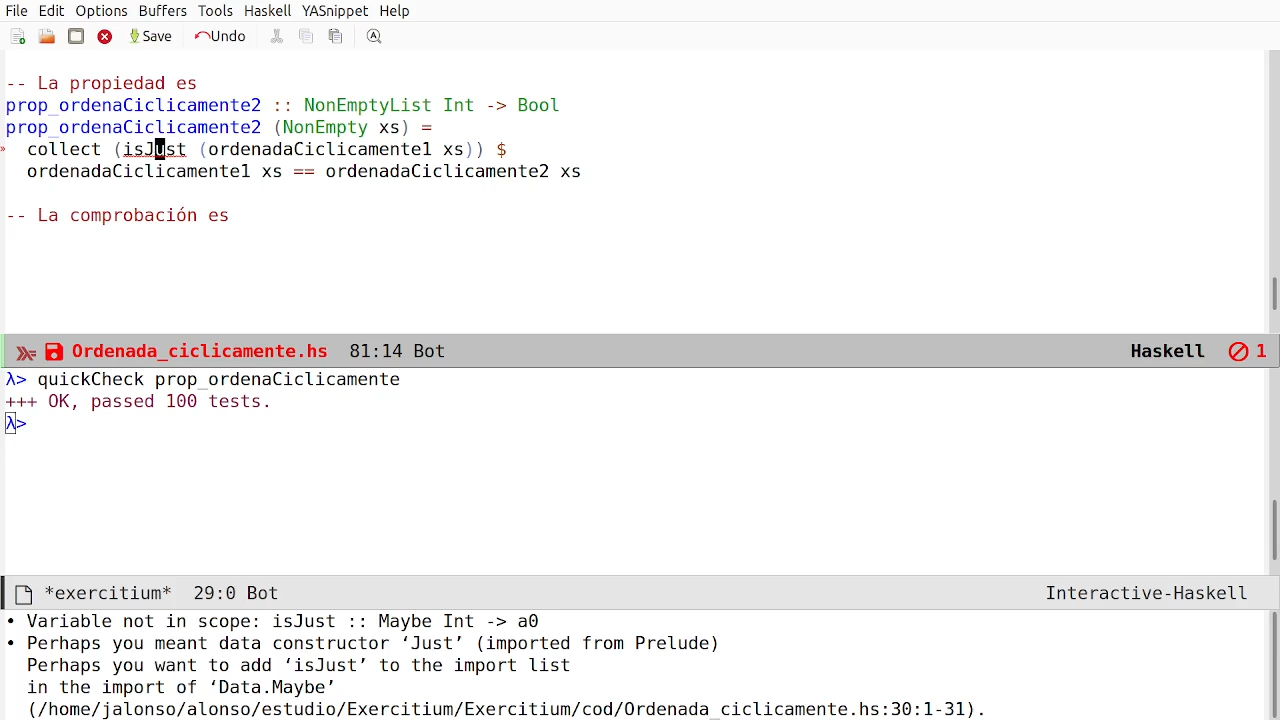 File Edit Options Buffers Tools Haskell YASnippet Help
Save Undo
-- La propiedad es
prop_ordenaCiclicamente2 :: NonEmptyList Int -> Bool
prop_ordenaCiclicamente2 (NonEmpty xs) =
  collect (isJust (ordenadaCiclicamente1 xs)) $
  ordenadaCiclicamente1 xs == ordenadaCiclicamente2 xs
-- La comprobación es
Ordenada_ciclicamente.hs 81:14 Bot Haskell 1
λ> quickCheck prop_ordenaCiclicamente
+++ OK, passed 100 tests.
λ>
*exercitium* 29:0 Bot Interactive-Haskell
• Variable not in scope: isJust :: Maybe Int -> a0
• Perhaps you meant data constructor ‘Just’ (imported from Prelude)
  Perhaps you want to add ‘isJust’ to the import list
  in the import of ‘Data.Maybe’
  (/home/jalonso/alonso/estudio/Exercitium/Exercitium/cod/Ordenada_ciclicamente.hs:30:1-31).